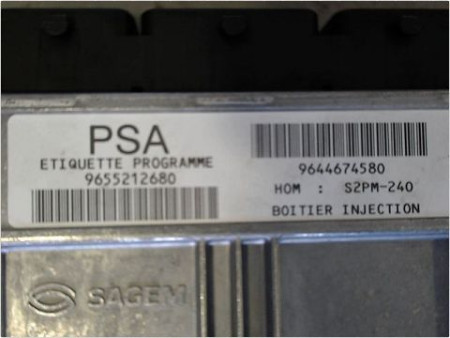 PSA
ETIQUETTE PROGRAMME
9655212680
9644674580
HOM : S2PM-240
BOITIER INJECTION
SAGEM